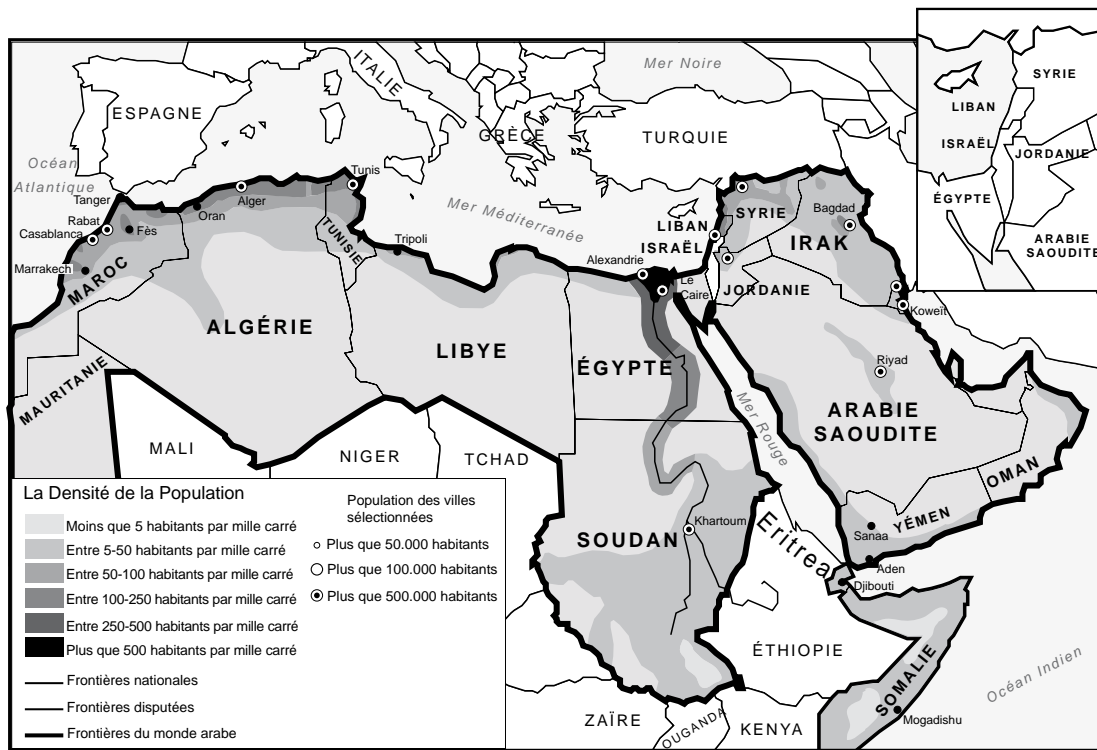 ESPAGNE
ITALIE
Mer Noire
GRÈCE
TURQUIE
Océan
Atlantique
Tanger
Rabat
Casablanca
Fès
Marrakech
MAROC
Oran
Alger
Tunis
TUNISIE
Tripoli
Mer Méditerranée
Alexandrie
Le
Caire
LIBAN
ISRAËL
SYRIE
JORDANIE
Bagdad
IRAK
Koweït
Riyad
ALGÉRIE
LIBYE
ÉGYPTE
ARABIE
SAOUDITE
Mer Rouge
MAURITANIE
MALI
NIGER
TCHAD
SOUDAN
Khartoum
Eritrea
OMAN
YÉMEN
Sanaa
Aden
Djibouti
ÉTHIOPIE
SOMALIE
Mogadishu
Océan Indien
ZAÏRE
OUGANDA
KENYA
SYRIE
LIBAN
ISRAËL
JORDANIE
ÉGYPTE
ARABIE
SAOUDITE
La Densité de la Population
Moins que 5 habitants par mille carré
Entre 5-50 habitants par mille carré
Entre 50-100 habitants par mille carré
Entre 100-250 habitants par mille carré
Entre 250-500 habitants par mille carré
Plus que 500 habitants par mille carré
Frontières nationales
Frontières disputées
Frontières du monde arabe
Population des villes
sélectionnées
Plus que 50.000 habitants
Plus que 100.000 habitants
Plus que 500.000 habitants